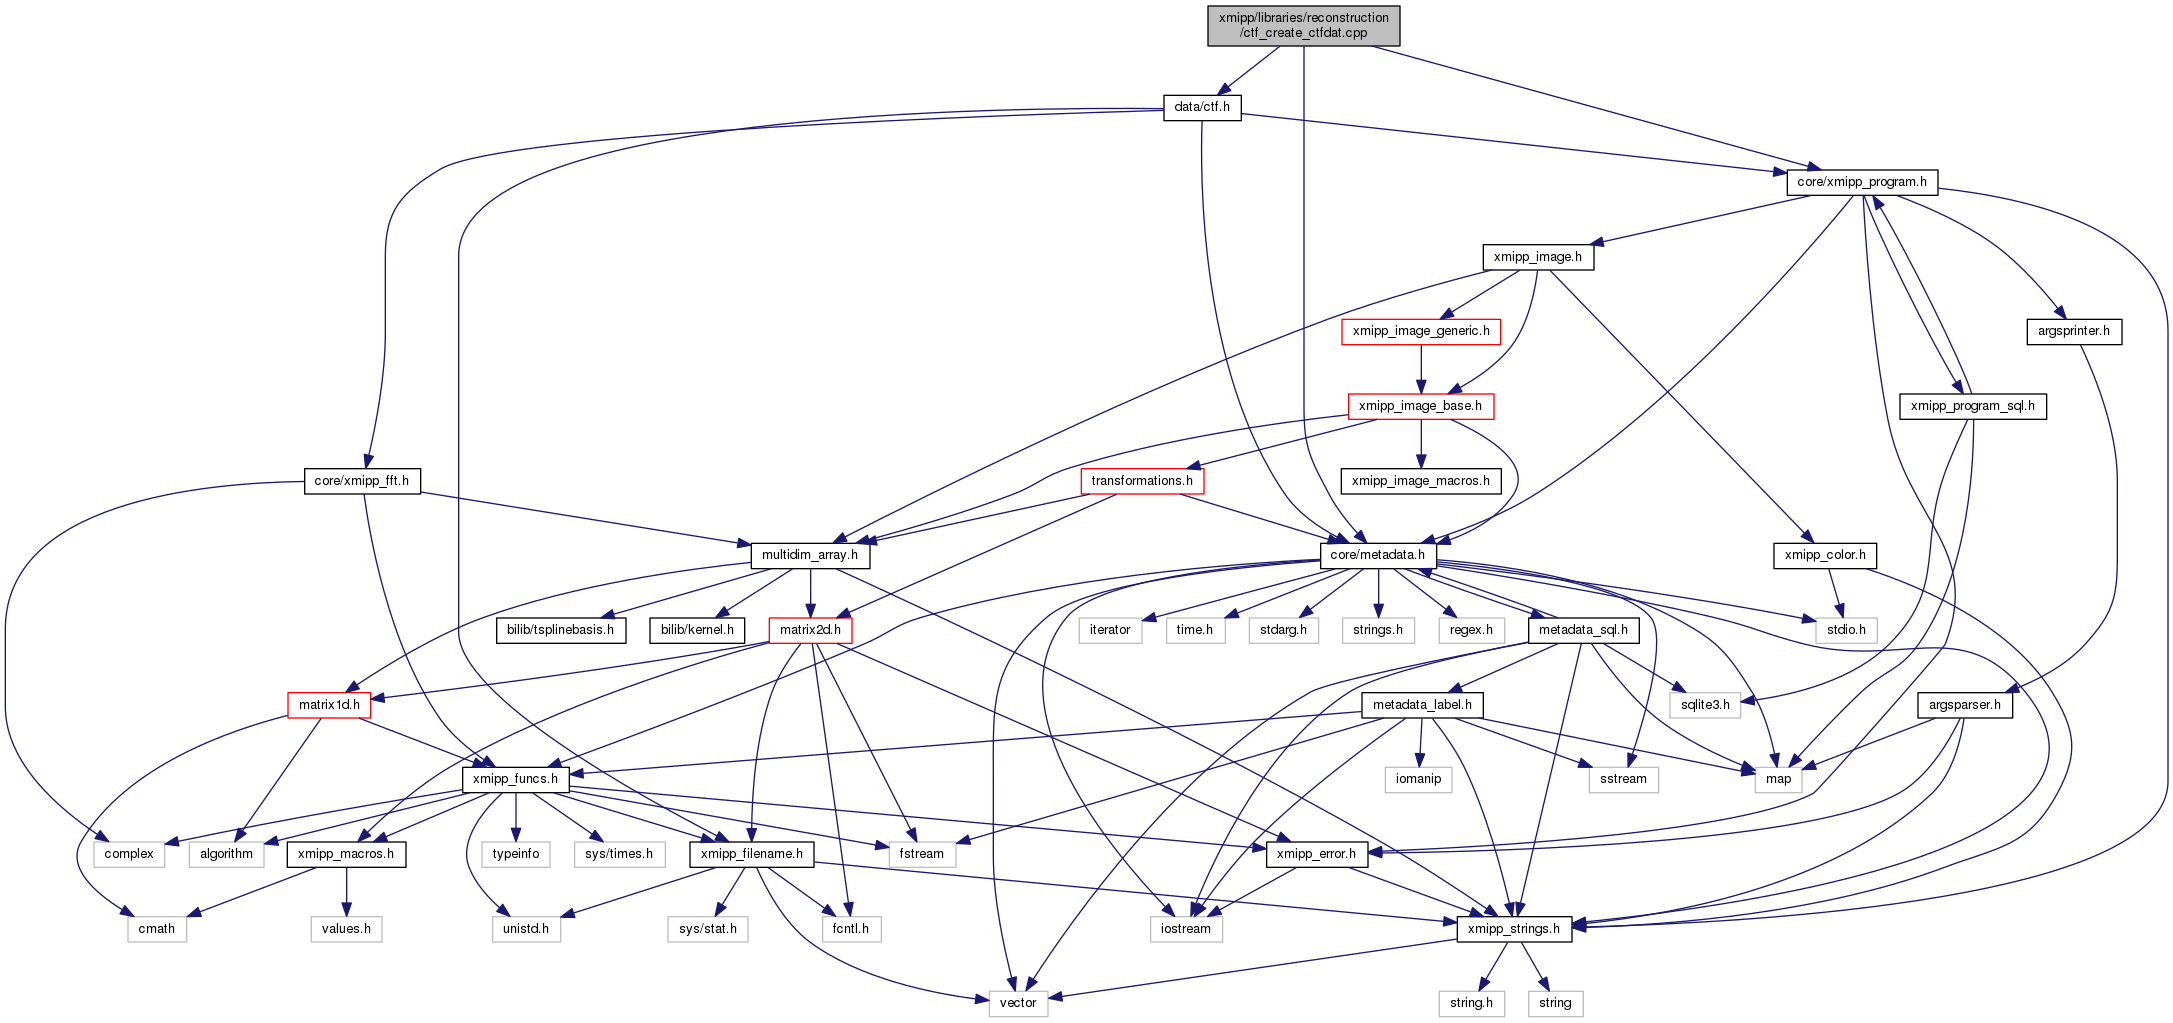 xmipp/libraries/reconstruction
/ctf_create_ctfdat.cpp
data/ctf.h
core/xmipp_program.h
xmipp_image.h
xmipp_image_generic.h
argsprinter.h
xmipp_image_base.h
xmipp_program_sql.h
core/xmipp_fft.h
transformations.h
xmipp_image_macros.h
multidim_array.h
core/metadata.h
xmipp_color.h
bilib/tsplinebasis.h
bilib/kernel.h
matrix2d.h
iterator
time.h
stdarg.h
strings.h
regex.h
metadata_sql.h
stdio.h
matrix1d.h
metadata_label.h
sqlite3.h
argsparser.h
xmipp_funcs.h
iomanip
sstream
map
complex
algorithm
xmipp_macros.h
typeinfo
sys/times.h
xmipp_filename.h
fstream
xmipp_error.h
cmath
values.h
unistd.h
sys/stat.h
fcntl.h
iostream
xmipp_strings.h
vector
string.h
string